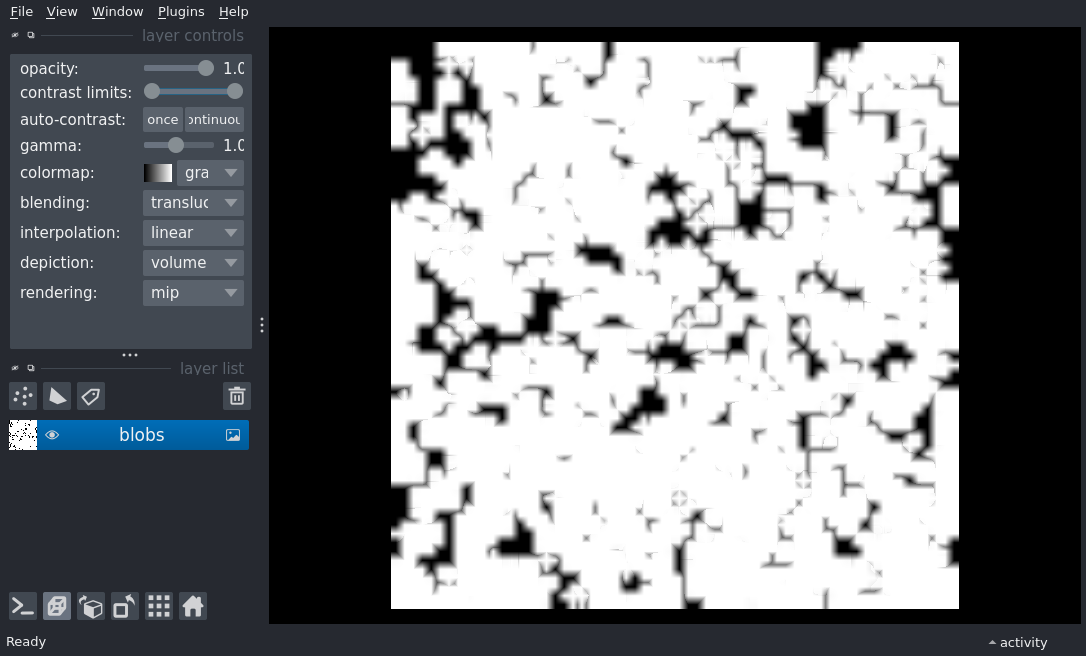 File View Window Plugins Help
layer controls
opacity: 1.0
contrast limits:
auto-contrast: once ontinuou
gamma: 1.0
colormap: gra
blending: transluc
interpolation: linear
depiction: volume
rendering: mip
layer list
blobs
Ready
activity